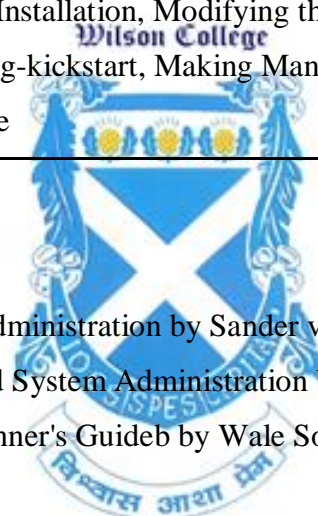 Installation, Modifying th
Wilson College
g-kickstart, Making Man
e
dministration by Sander v
d System Administration
nner's Guideb by Wale So
विश्वास आशा प्रेम